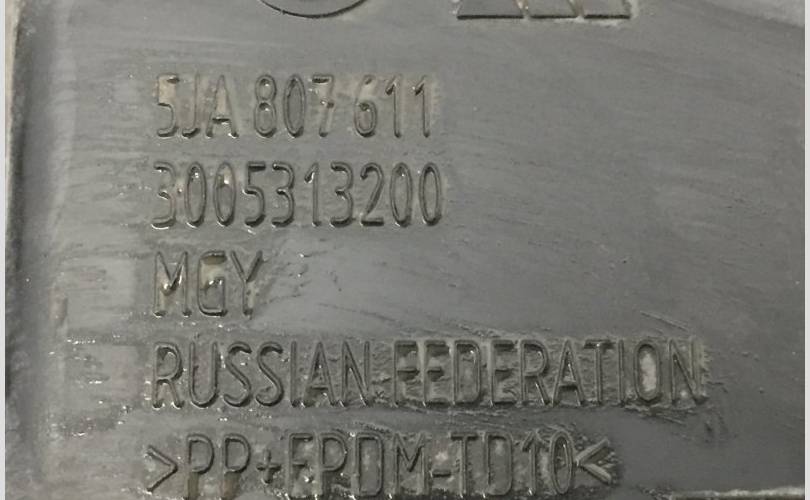 5JA 807 611
3005313200
MGY
RUSSIAN FEDERATION
>PP+EPDM-TD10<